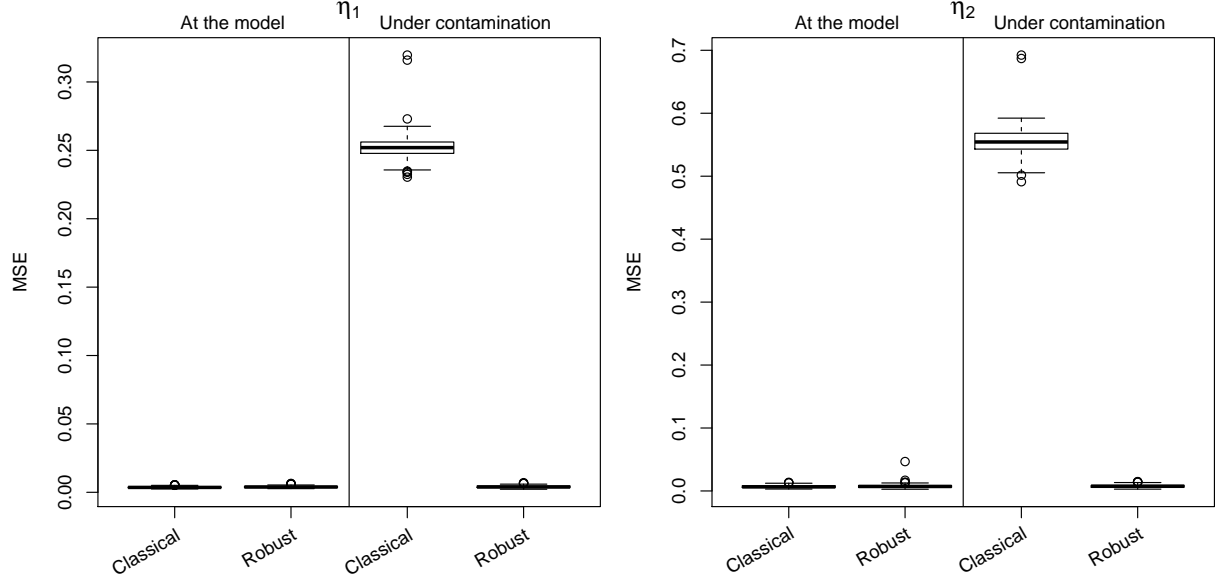 η1
At the model Under contamination
MSE
0.30
0.25
0.20
0.15
0.10
0.05
0.00
Classical Robust Classical Robust
η2
At the model Under contamination
MSE
0.7
0.6
0.5
0.4
0.3
0.2
0.1
0.0
Classical Robust Classical Robust